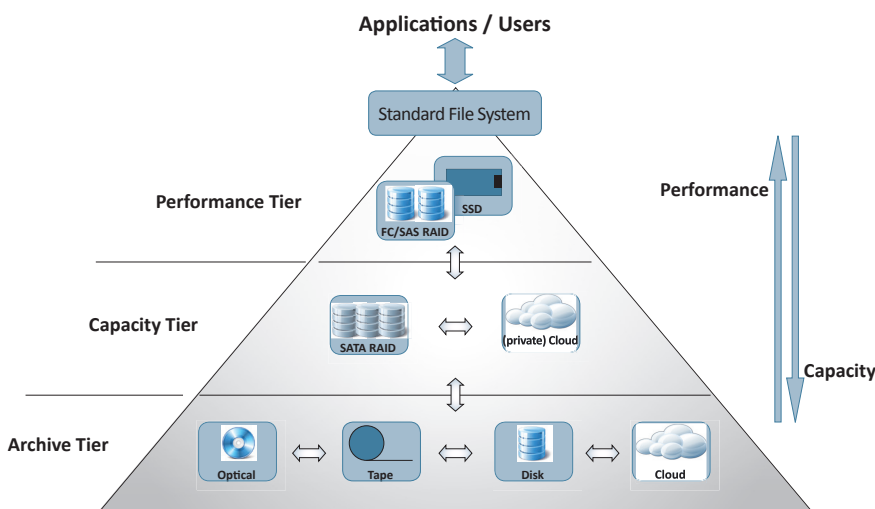 Applications / Users
Standard File System
Performance Tier
SSD
FC/SAS RAID
Performance
Capacity Tier
SATA RAID
(private) Cloud
Capacity
Archive Tier
Optical
Tape
Disk
Cloud